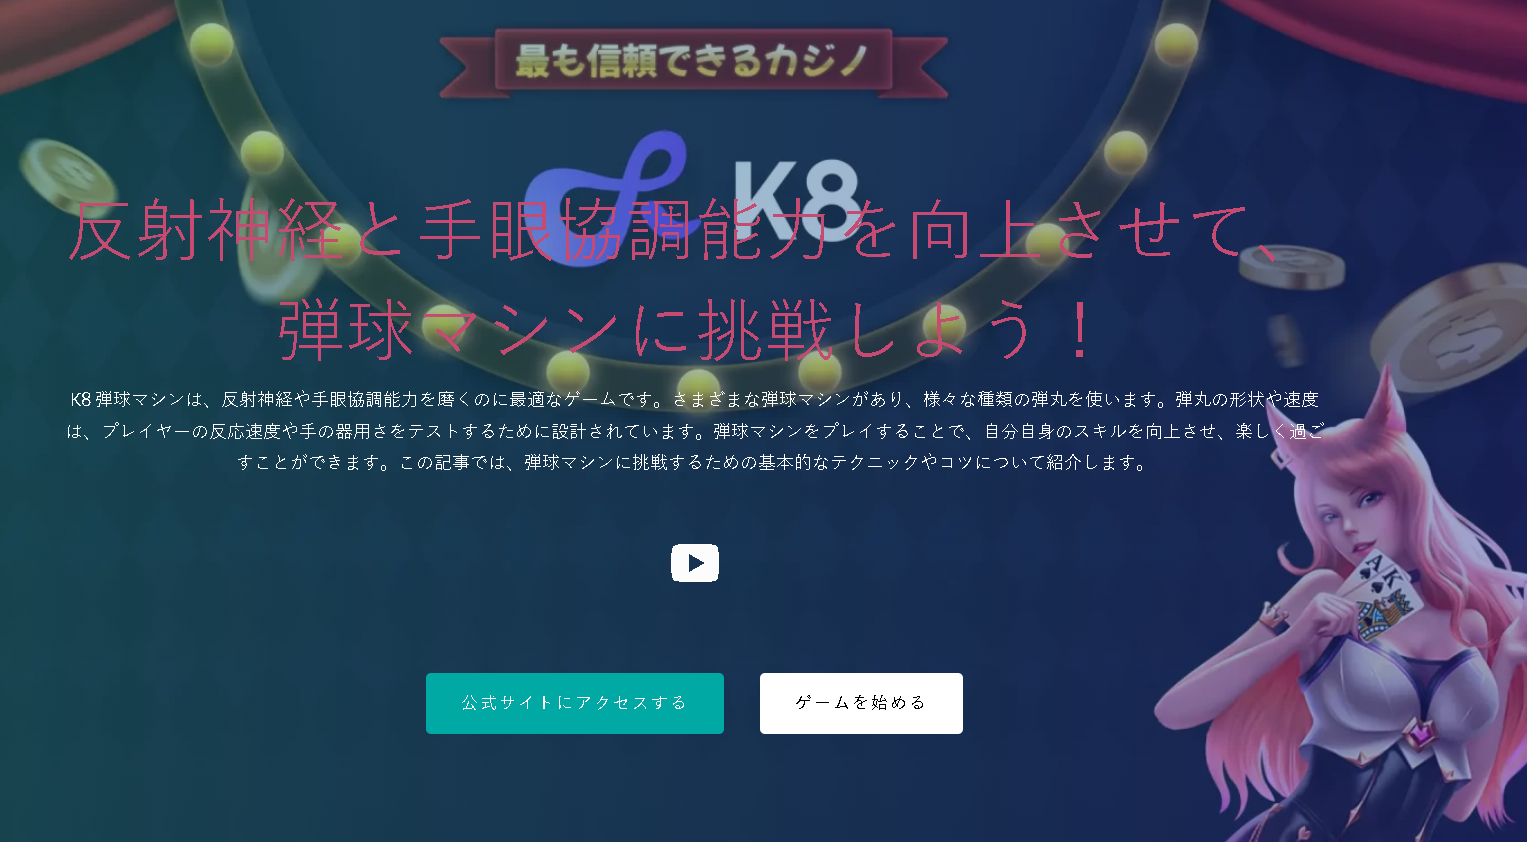 最も信頼できるカジノ
K8
反射神経と手眼協調能力を向上させて、
弾球マシンに挑戦しよう！
K8 弾球マシンは、反射神経や手眼協調能力を磨くのに最適なゲームです。さまざまな弾球マシンがあり、様々な種類の弾丸を使います。弾丸の形状や速度
は、プレイヤーの反応速度や手の器用さをテストするために設計されています。弾球マシンをプレイすることで、自分自身のスキルを向上させ、楽しく過ご
すことができます。この記事では、弾球マシンに挑戦するための基本的なテクニックやコツについて紹介します。
公式サイトにアクセスする
ゲームを始める
A
K